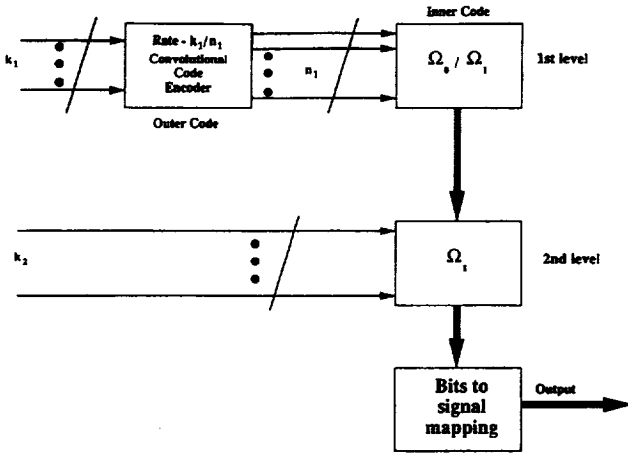 Inner Code
k₁
Rate - k₁/n₁
Convolutional
Code
Encoder
n₁
Ω₀ / Ω₁
1st level
Outer Code
k₂
Ω₁
2nd level
Bits to
signal
mapping
Output